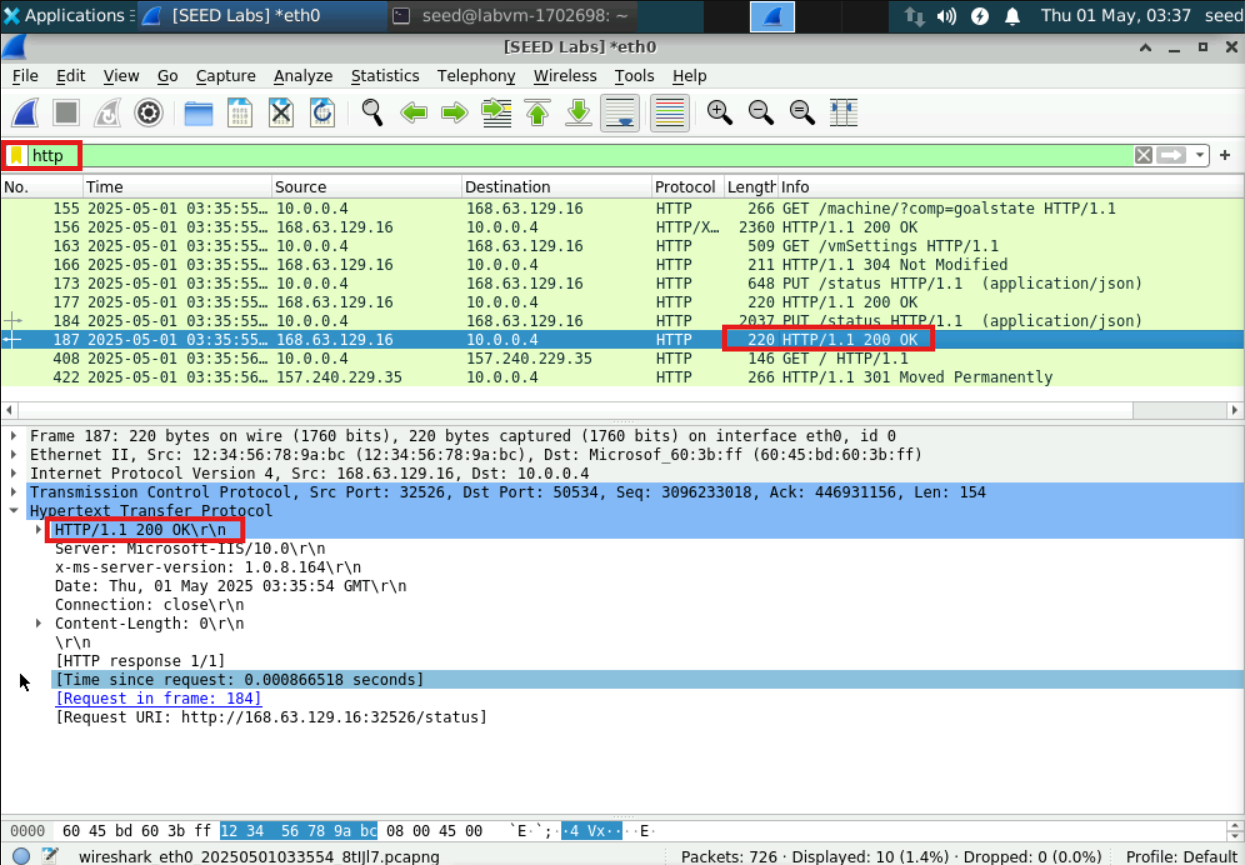 Applications [SEED Labs] *eth0 seed@labvm-1702698: ~ Thu 01 May, 03:37 seed
[SEED Labs] *eth0
File Edit View Go Capture Analyze Statistics Telephony Wireless Tools Help
http
No. Time Source Destination Protocol Length Info
155 2025-05-01 03:35:55… 10.0.0.4 168.63.129.16 HTTP 266 GET /machine/?comp=goalstate HTTP/1.1
156 2025-05-01 03:35:55… 168.63.129.16 10.0.0.4 HTTP/X… 2360 HTTP/1.1 200 OK
163 2025-05-01 03:35:55… 10.0.0.4 168.63.129.16 HTTP 509 GET /vmSettings HTTP/1.1
166 2025-05-01 03:35:55… 168.63.129.16 10.0.0.4 HTTP 211 HTTP/1.1 304 Not Modified
173 2025-05-01 03:35:55… 10.0.0.4 168.63.129.16 HTTP 648 PUT /status HTTP/1.1 (application/json)
177 2025-05-01 03:35:55… 168.63.129.16 10.0.0.4 HTTP 220 HTTP/1.1 200 OK
184 2025-05-01 03:35:55… 10.0.0.4 168.63.129.16 HTTP 2037 PUT /status HTTP/1.1 (application/json)
187 2025-05-01 03:35:55… 168.63.129.16 10.0.0.4 HTTP 220 HTTP/1.1 200 OK
408 2025-05-01 03:35:56… 10.0.0.4 157.240.229.35 HTTP 146 GET / HTTP/1.1
422 2025-05-01 03:35:56… 157.240.229.35 10.0.0.4 HTTP 266 HTTP/1.1 301 Moved Permanently
Frame 187: 220 bytes on wire (1760 bits), 220 bytes captured (1760 bits) on interface eth0, id 0
Ethernet II, Src: 12:34:56:78:9a:bc (12:34:56:78:9a:bc), Dst: Microsof_60:3b:ff (60:45:bd:60:3b:ff)
Internet Protocol Version 4, Src: 168.63.129.16, Dst: 10.0.0.4
Transmission Control Protocol, Src Port: 32526, Dst Port: 50534, Seq: 3096233018, Ack: 446931156, Len: 154
Hypertext Transfer Protocol
HTTP/1.1 200 OK\r\n
Server: Microsoft-IIS/10.0\r\n
x-ms-server-version: 1.0.8.164\r\n
Date: Thu, 01 May 2025 03:35:54 GMT\r\n
Connection: close\r\n
Content-Length: 0\r\n
\r\n
[HTTP response 1/1]
[Time since request: 0.000866518 seconds]
[Request in frame: 184]
[Request URI: http://168.63.129.16:32526/status]
0000 60 45 bd 60 3b ff 12 34 56 78 9a bc 08 00 45 00 `E·`;··4 Vx····E·
wireshark_eth0_20250501033554_8tIJl7.pcapng Packets: 726 · Displayed: 10 (1.4%) · Dropped: 0 (0.0%) Profile: Default